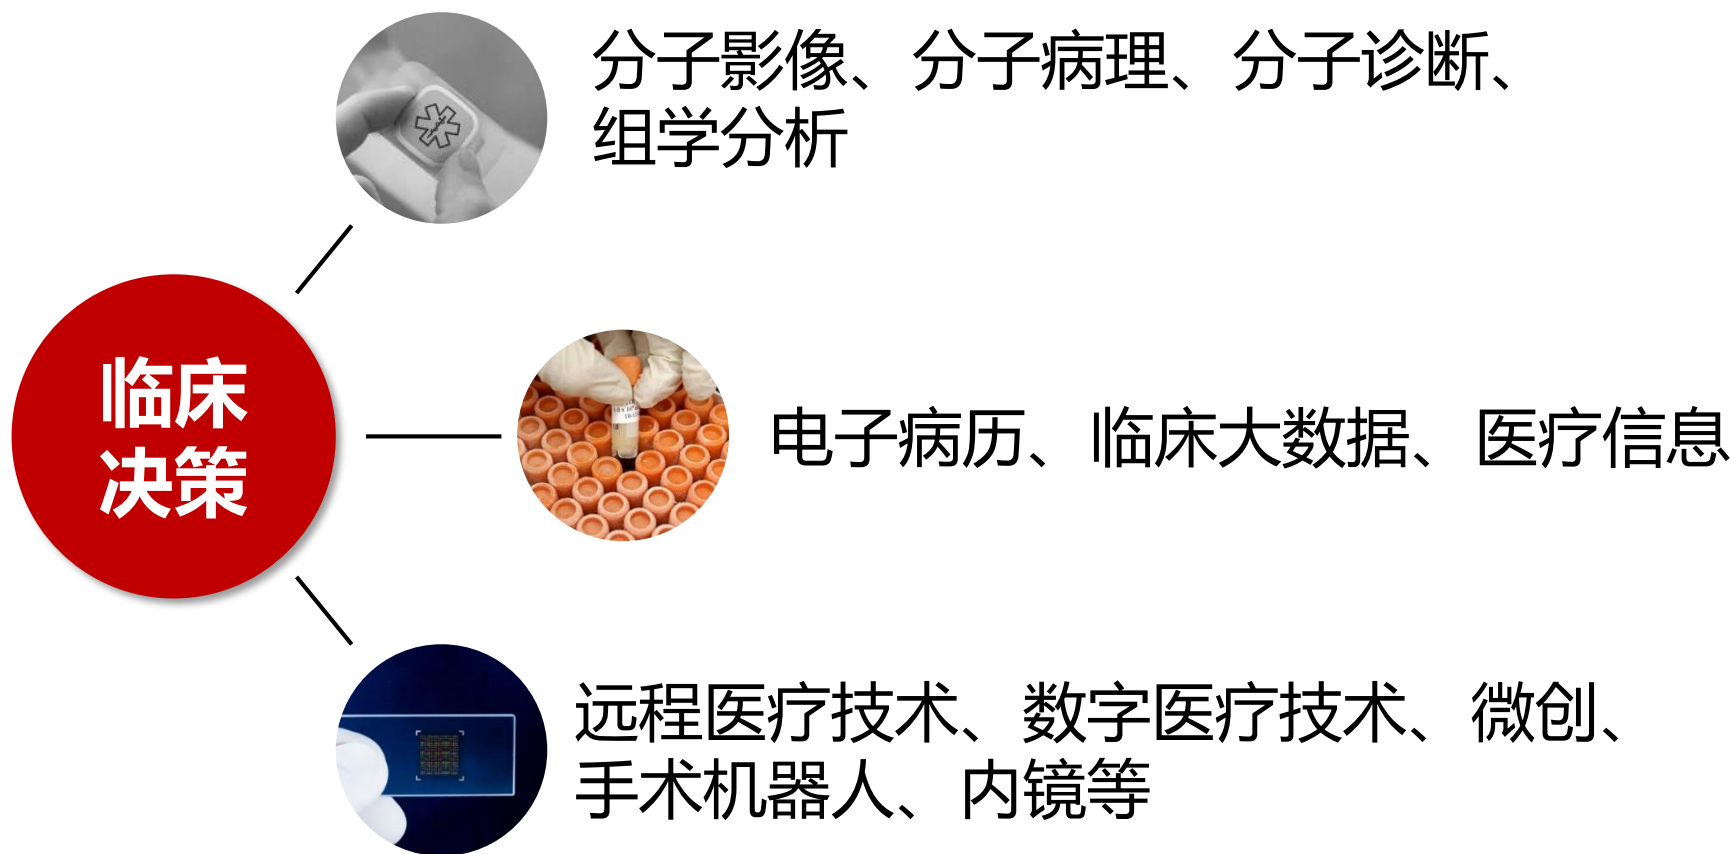 分子影像、分子病理、分子诊断、
组学分析
临床
决策
电子病历、临床大数据、医疗信息
远程医疗技术、数字医疗技术、微创、
手术机器人、内镜等